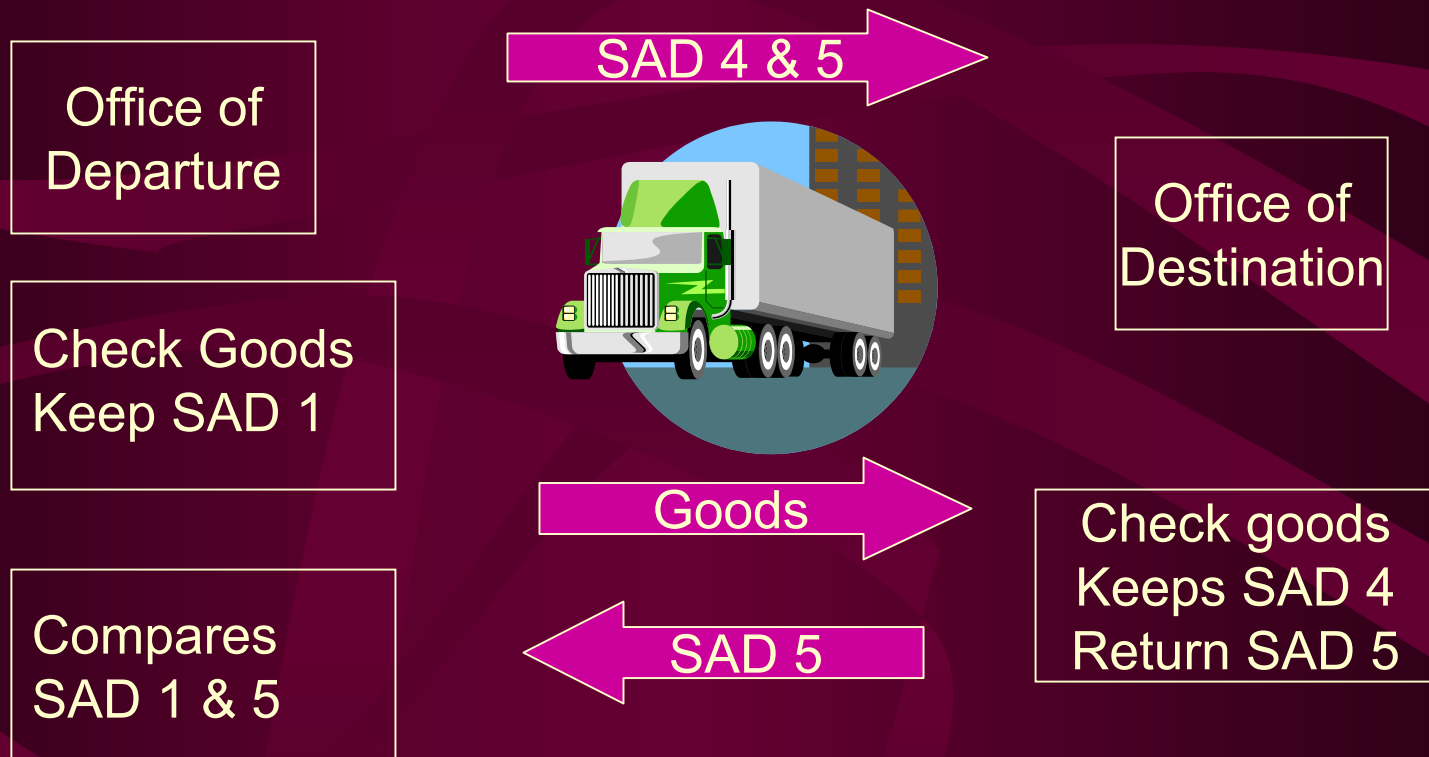 SAD 4 & 5
Office of
Departure
Office of
Destination
Check Goods
Keep SAD 1
Goods
Check goods
Keeps SAD 4
Return SAD 5
Compares
SAD 1 & 5
SAD 5